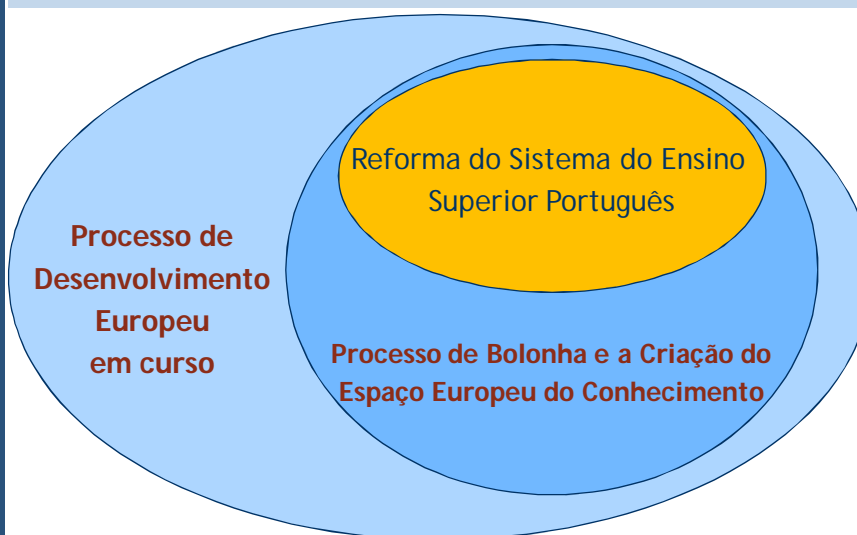 Reforma do Sistema do Ensino
Superior Português
Processo de
Desenvolvimento
Europeu
em curso
Processo de Bolonha e a Criação do
Espaço Europeu do Conhecimento